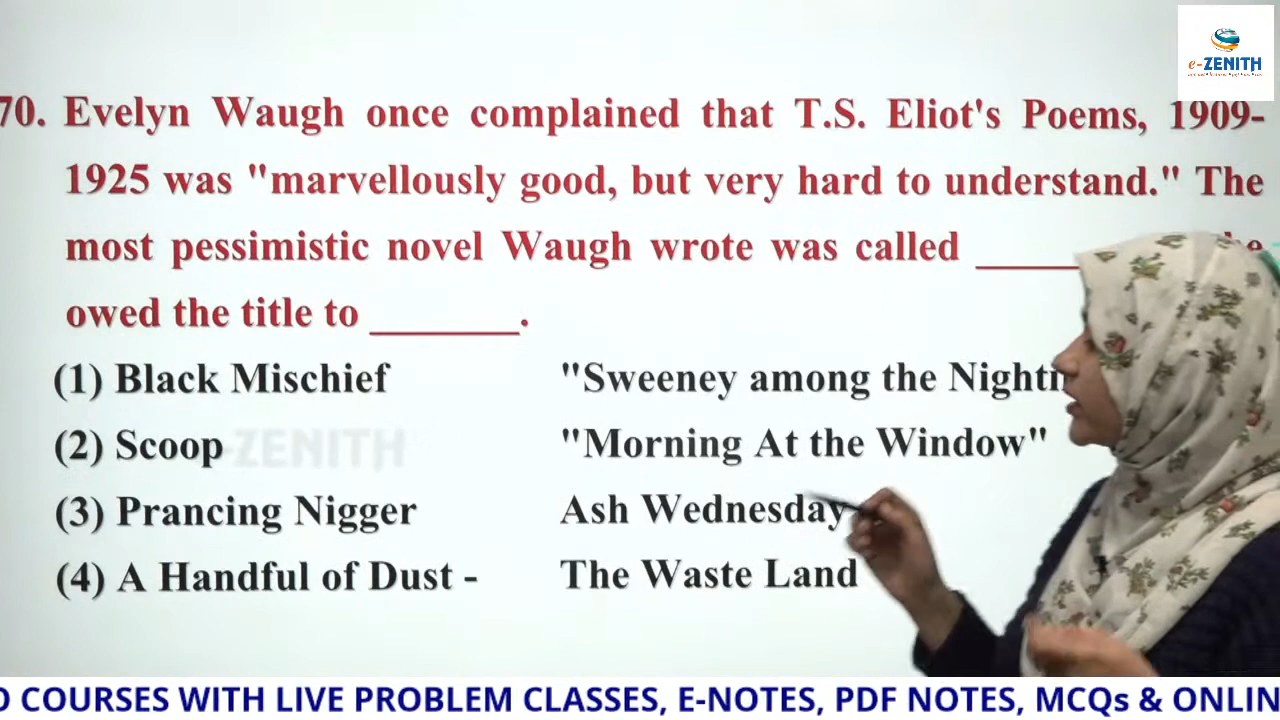 e-ZENITH
70. Evelyn Waugh once complained that T.S. Eliot's Poems, 1909-
1925 was "marvellously good, but very hard to understand." The
most pessimistic novel Waugh wrote was called ______
owed the title to ________.
(1) Black Mischief "Sweeney among the
(2) Scoop "Morning At the Window"
ZENITH
(3) Prancing Nigger Ash Wednesday
(4) A Handful of Dust - The Waste Land
COURSES WITH LIVE PROBLEM CLASSES, E-NOTES, PDF NOTES, MCQs &